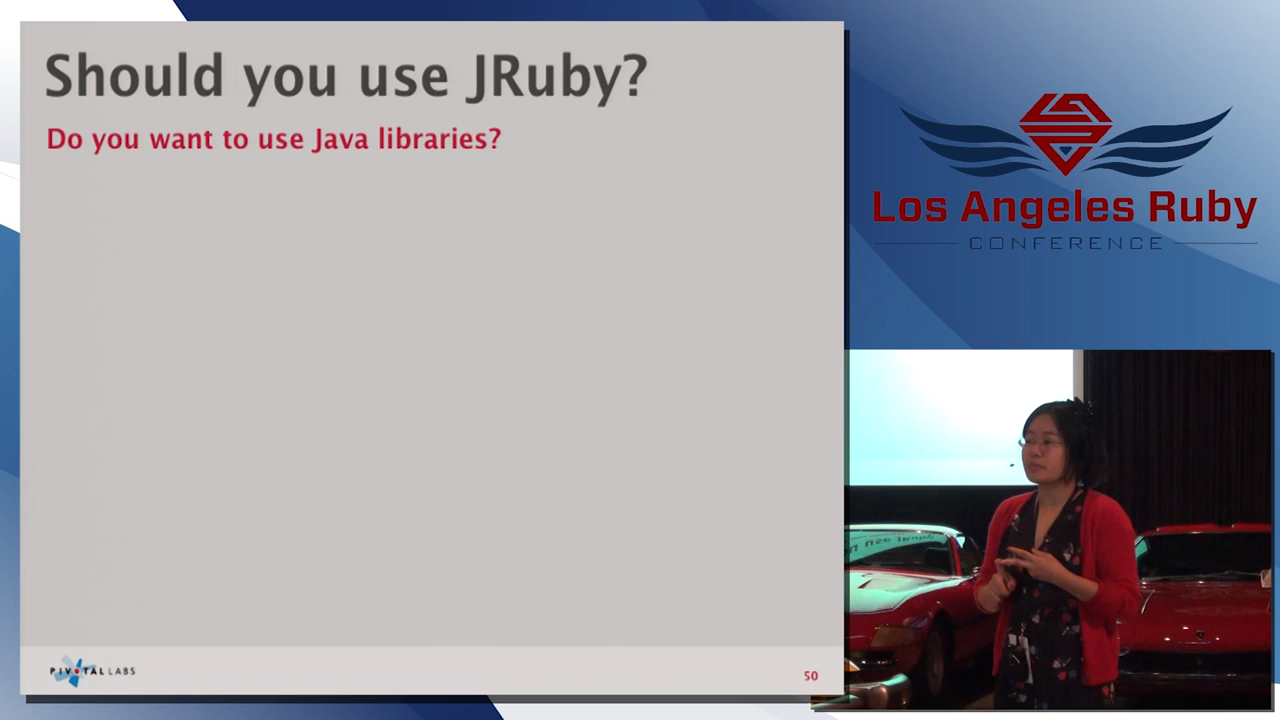 Should you use JRuby?
Do you want to use Java libraries?
PIVOTAL LABS
50
Los Angeles Ruby
CONFERENCE